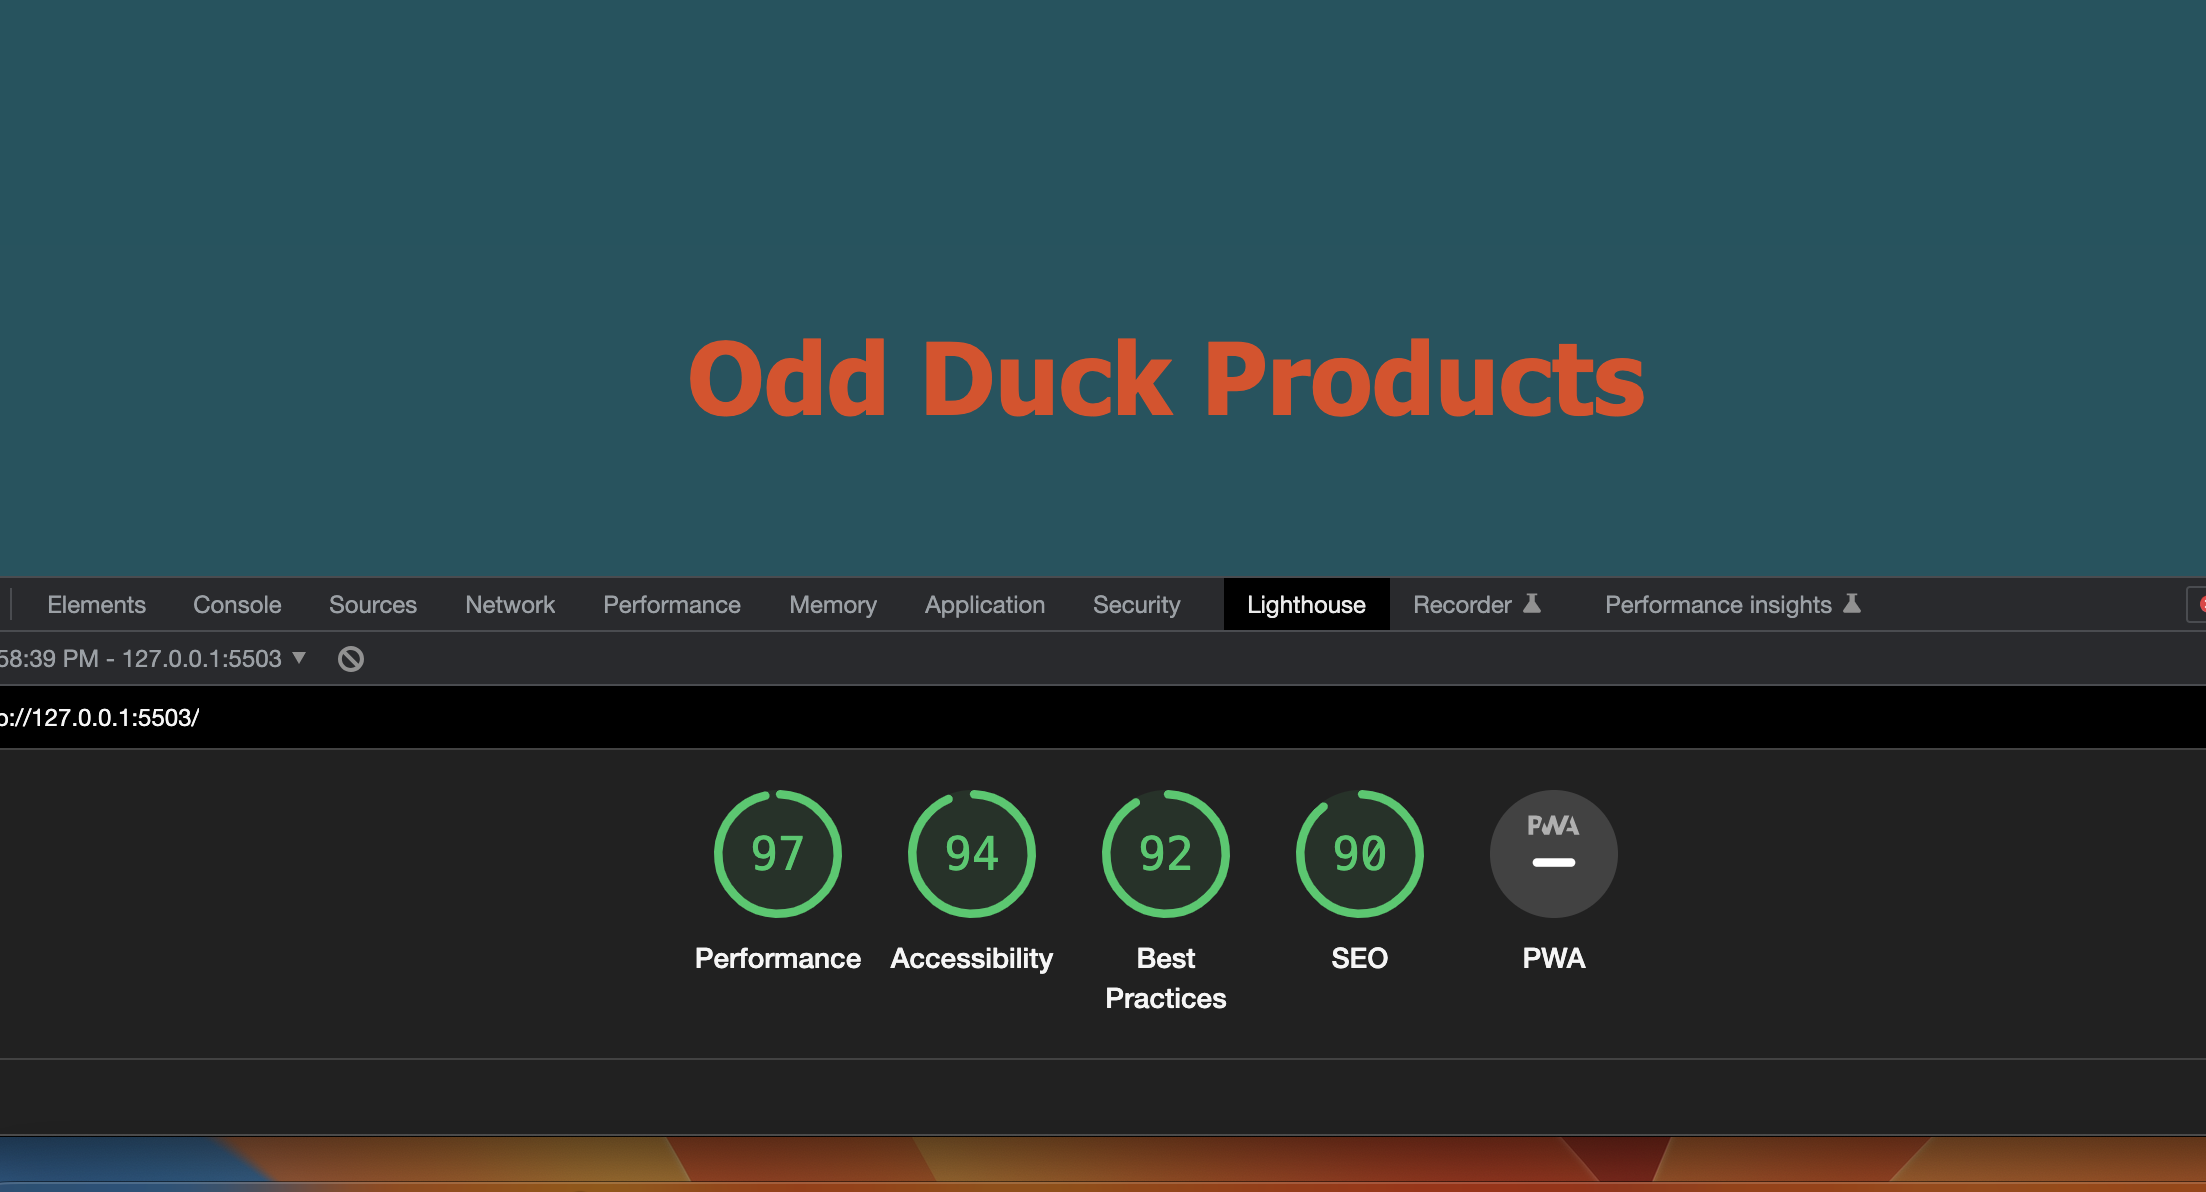 Odd Duck Products
Elements Console Sources Network Performance Memory Application Security Lighthouse Recorder Performance insights
58:39 PM - 127.0.0.1:5503
://127.0.0.1:5503/
97 94 92 90 PWA
Performance Accessibility Best Practices SEO PWA